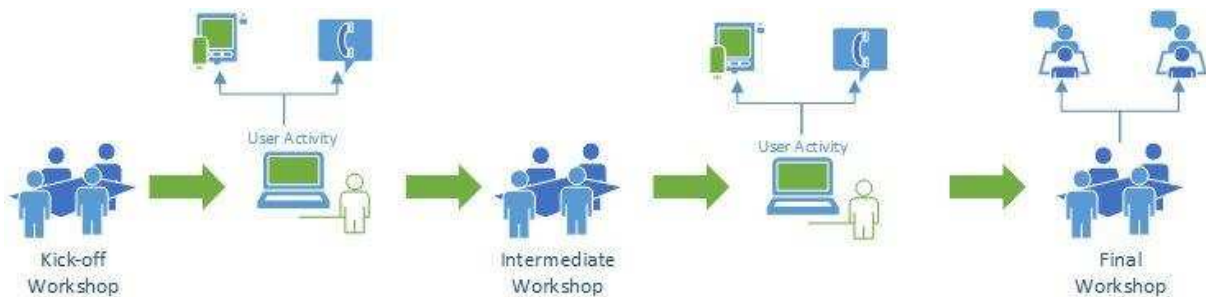 User Activity
User Activity
Kick-off
Workshop
Intermediate
Workshop
Final
Workshop